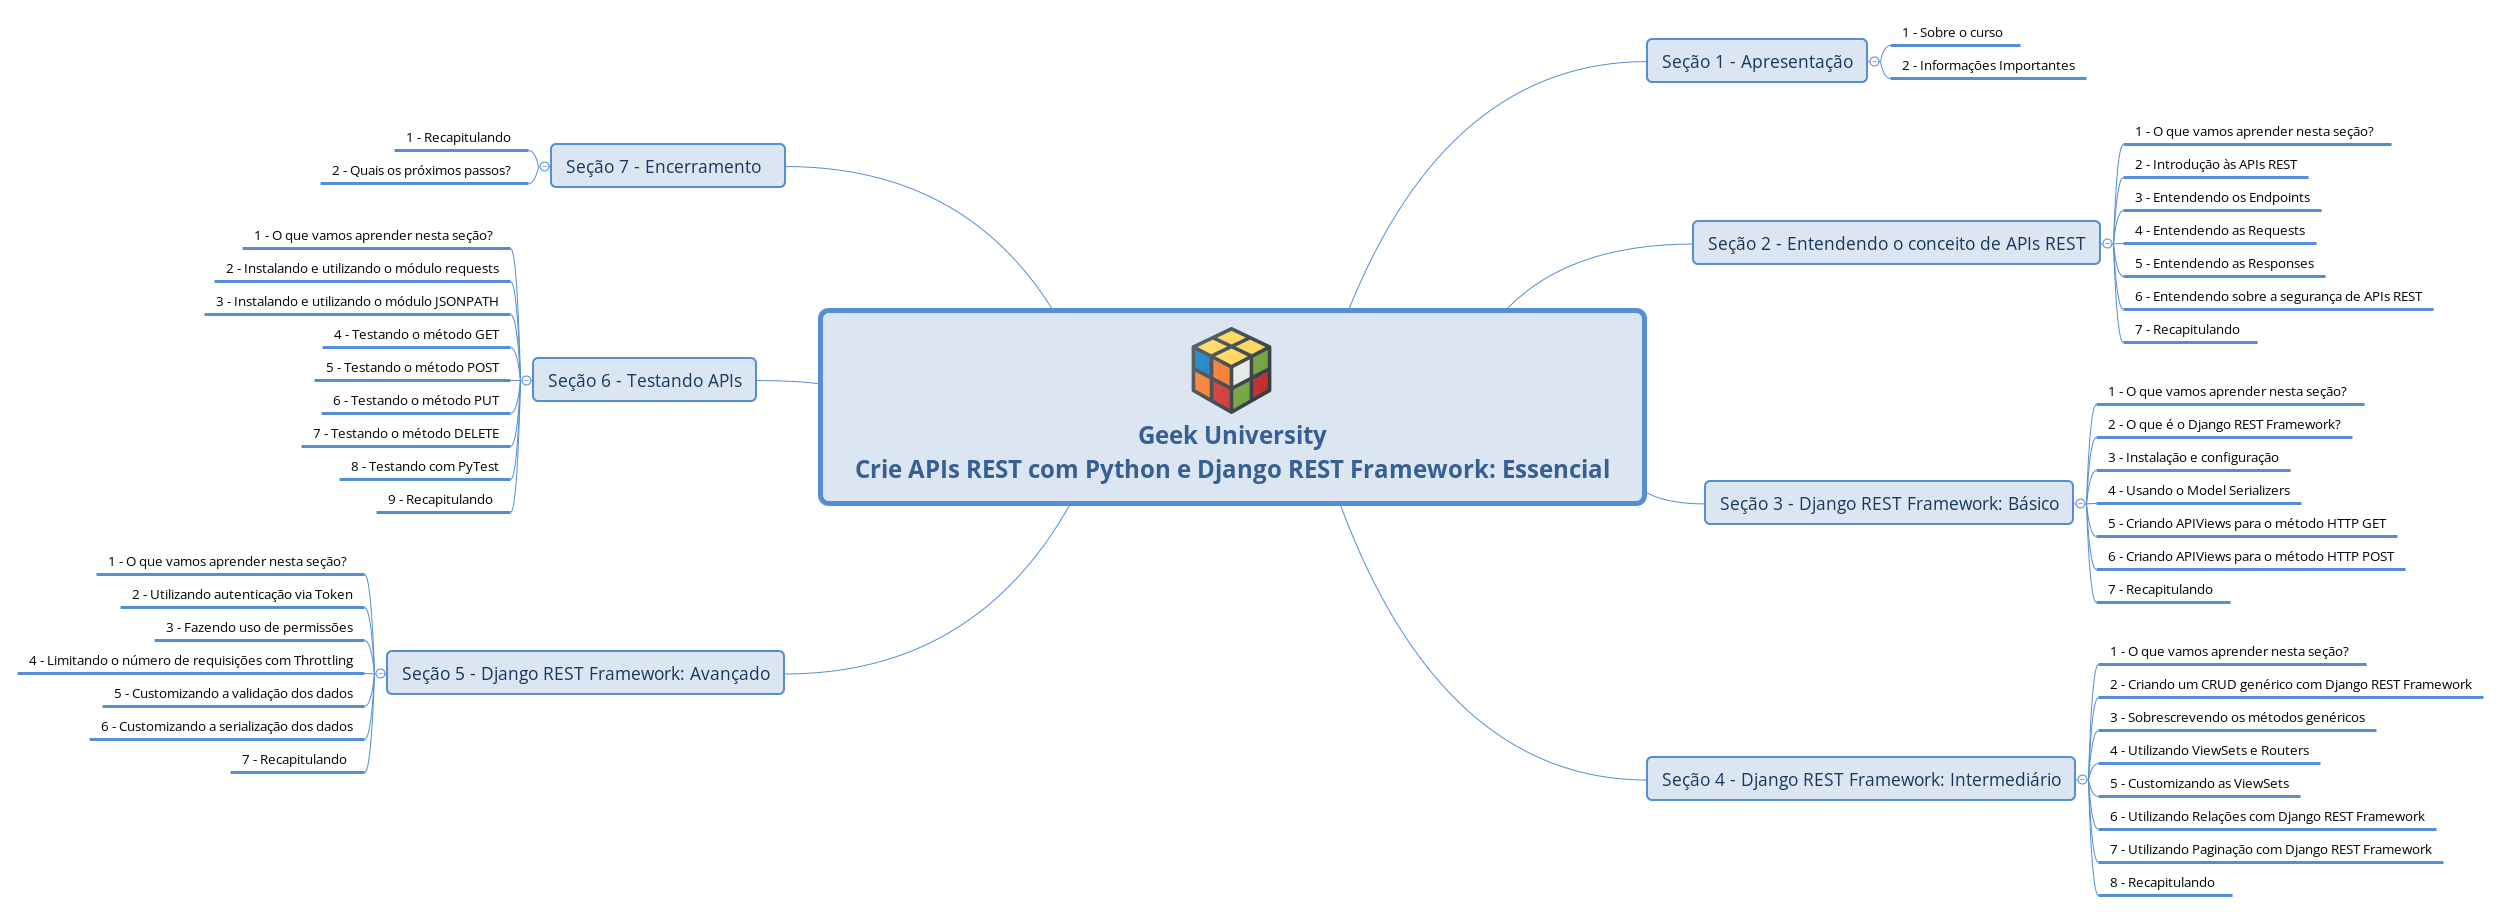 Geek University
Crie APIs REST com Python e Django REST Framework: Essencial
Seção 1 - Apresentação
1 - Sobre o curso
2 - Informações Importantes
Seção 2 - Entendendo o conceito de APIs REST
1 - O que vamos aprender nesta seção?
2 - Introdução às APIs REST
3 - Entendendo os Endpoints
4 - Entendendo as Requests
5 - Entendendo as Responses
6 - Entendendo sobre a segurança de APIs REST
7 - Recapitulando
Seção 3 - Django REST Framework: Básico
1 - O que vamos aprender nesta seção?
2 - O que é o Django REST Framework?
3 - Instalação e configuração
4 - Usando o Model Serializers
5 - Criando APIViews para o método HTTP GET
6 - Criando APIViews para o método HTTP POST
7 - Recapitulando
Seção 4 - Django REST Framework: Intermediário
1 - O que vamos aprender nesta seção?
2 - Criando um CRUD genérico com Django REST Framework
3 - Sobrescrevendo os métodos genéricos
4 - Utilizando ViewSets e Routers
5 - Customizando as ViewSets
6 - Utilizando Relações com Django REST Framework
7 - Utilizando Paginação com Django REST Framework
8 - Recapitulando
Seção 5 - Django REST Framework: Avançado
1 - O que vamos aprender nesta seção?
2 - Utilizando autenticação via Token
3 - Fazendo uso de permissões
4 - Limitando o número de requisições com Throttling
5 - Customizando a validação dos dados
6 - Customizando a serialização dos dados
7 - Recapitulando
Seção 6 - Testando APIs
1 - O que vamos aprender nesta seção?
2 - Instalando e utilizando o módulo requests
3 - Instalando e utilizando o módulo JSONPATH
4 - Testando o método GET
5 - Testando o método POST
6 - Testando o método PUT
7 - Testando o método DELETE
8 - Testando com PyTest
9 - Recapitulando
Seção 7 - Encerramento
1 - Recapitulando
2 - Quais os próximos passos?